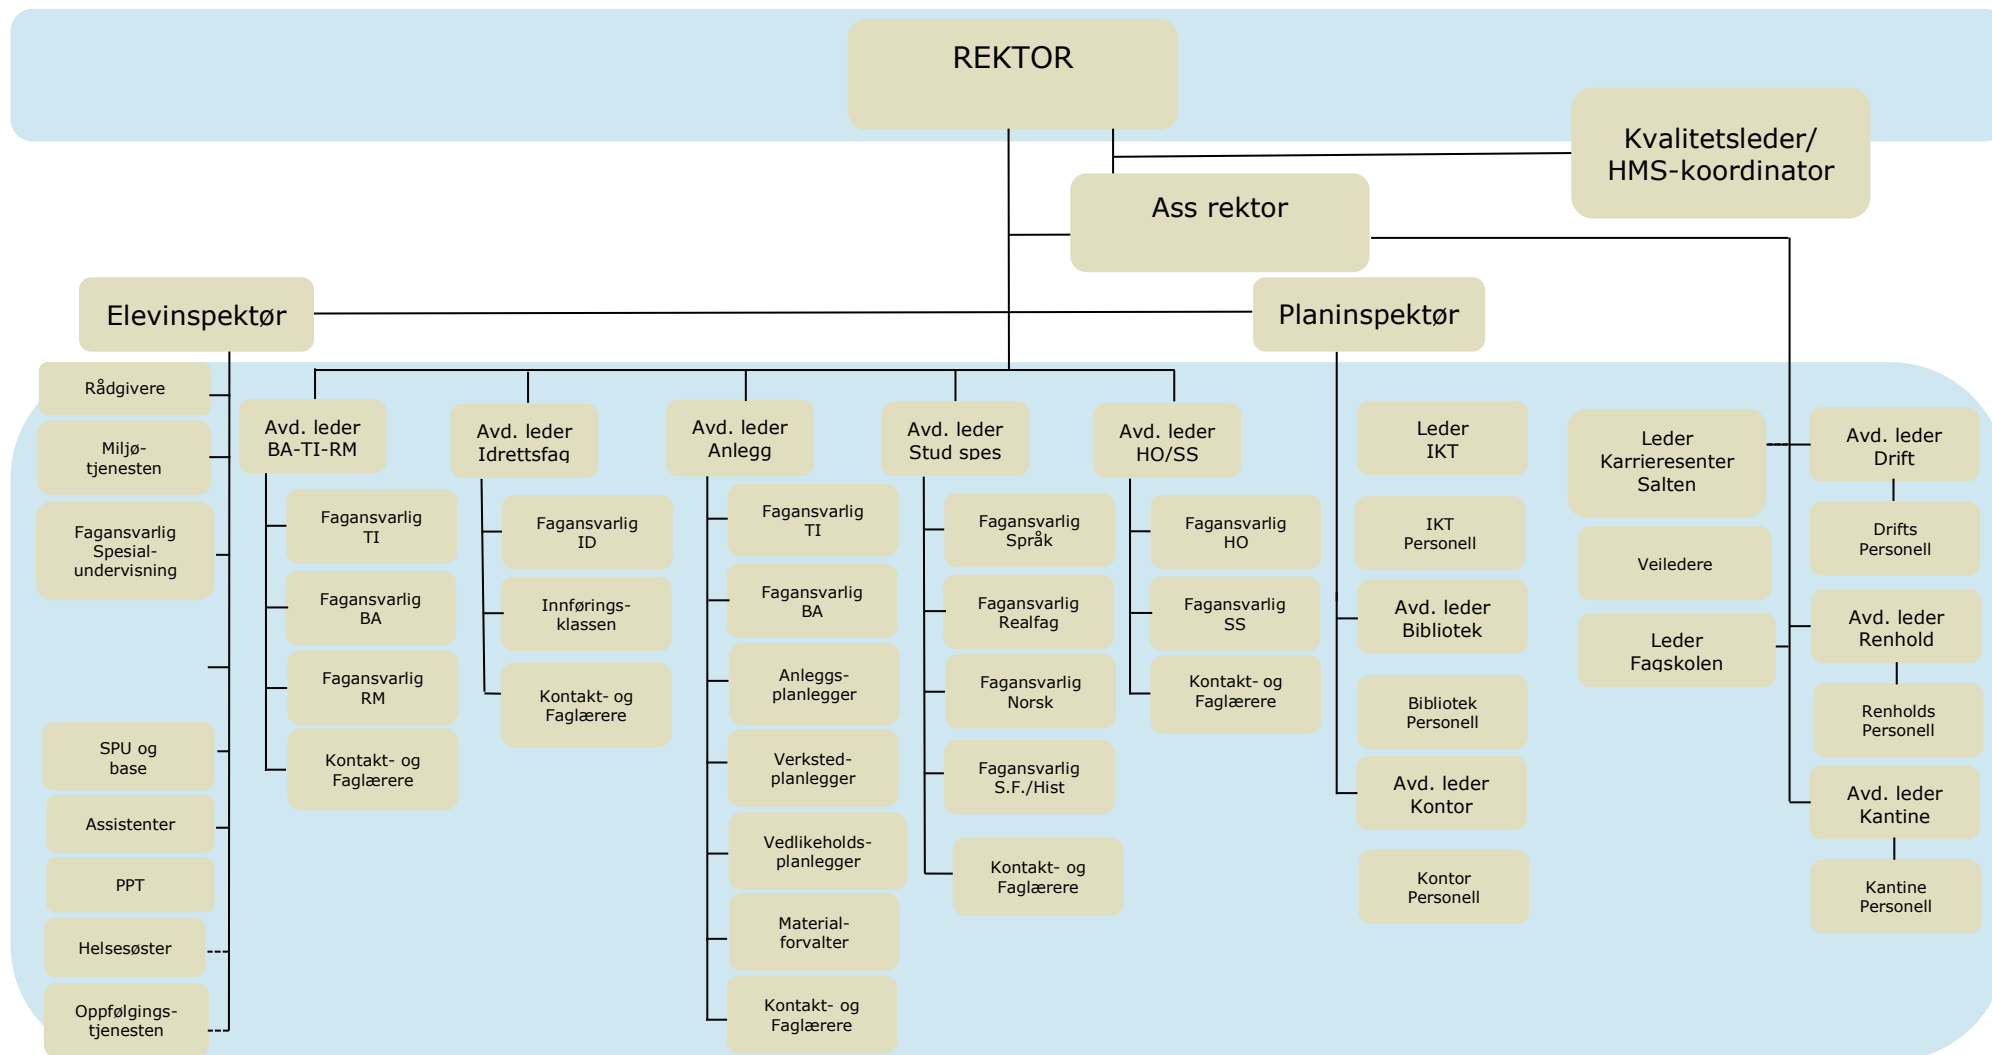 REKTOR
Kvalitetsleder/
HMS-koordinator
Ass rektor
Elevinspektør
Planinspektør
Rådgivere
Miljø-
tjenesten
Fagansvarlig
Spesial-
undervisning
SPU og
base
Assistenter
PPT
Helsesøster
Oppfølgings-
tjenesten
Avd. leder
BA-TI-RM
Fagansvarlig
TI
Fagansvarlig
BA
Fagansvarlig
RM
Kontakt- og
Faglærere
Avd. leder
Idrettsfag
Fagansvarlig
ID
Innførings-
klassen
Kontakt- og
Faglærere
Avd. leder
Anlegg
Fagansvarlig
TI
Fagansvarlig
BA
Anleggs-
planlegger
Verksted-
planlegger
Vedlikeholds-
planlegger
Material-
forvalter
Kontakt- og
Faglærere
Avd. leder
Stud spes
Fagansvarlig
Språk
Fagansvarlig
Realfag
Fagansvarlig
Norsk
Fagansvarlig
S.F./Hist
Kontakt- og
Faglærere
Avd. leder
HO/SS
Fagansvarlig
HO
Fagansvarlig
SS
Kontakt- og
Faglærere
Leder
IKT
IKT
Personell
Avd. leder
Bibliotek
Bibliotek
Personell
Avd. leder
Kontor
Kontor
Personell
Leder
Karrieresenter
Salten
Veiledere
Leder
Fagskolen
Avd. leder
Drift
Drifts
Personell
Avd. leder
Renhold
Renholds
Personell
Avd. leder
Kantine
Kantine
Personell